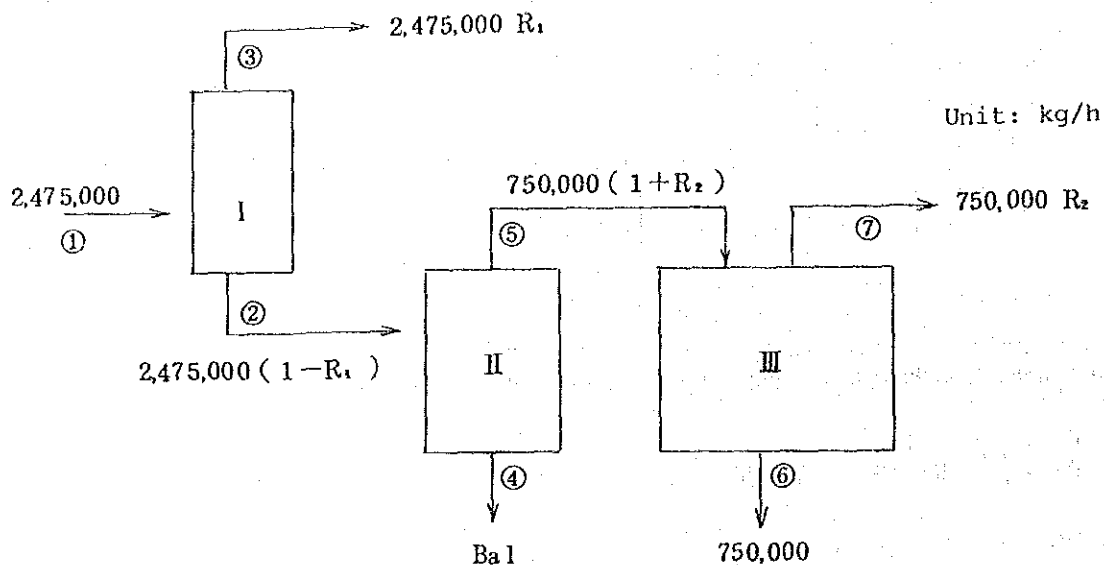 2,475,000 R₁
③
Unit: kg/h
2,475,000
①
I
750,000 ( 1+R₂ )
⑤
750,000 R₂
⑦
②
2,475,000 ( 1－R₁ )
II
III
④
⑥
Bal
750,000